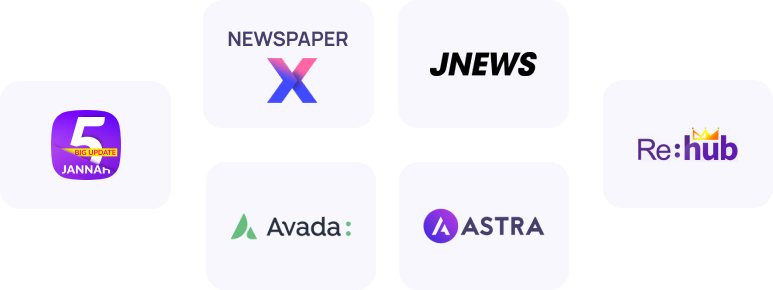 5
BIG UPDATE
JANNAH
NEWSPAPER
X
JNEWS
Avada:
ASTRA
Re:hub